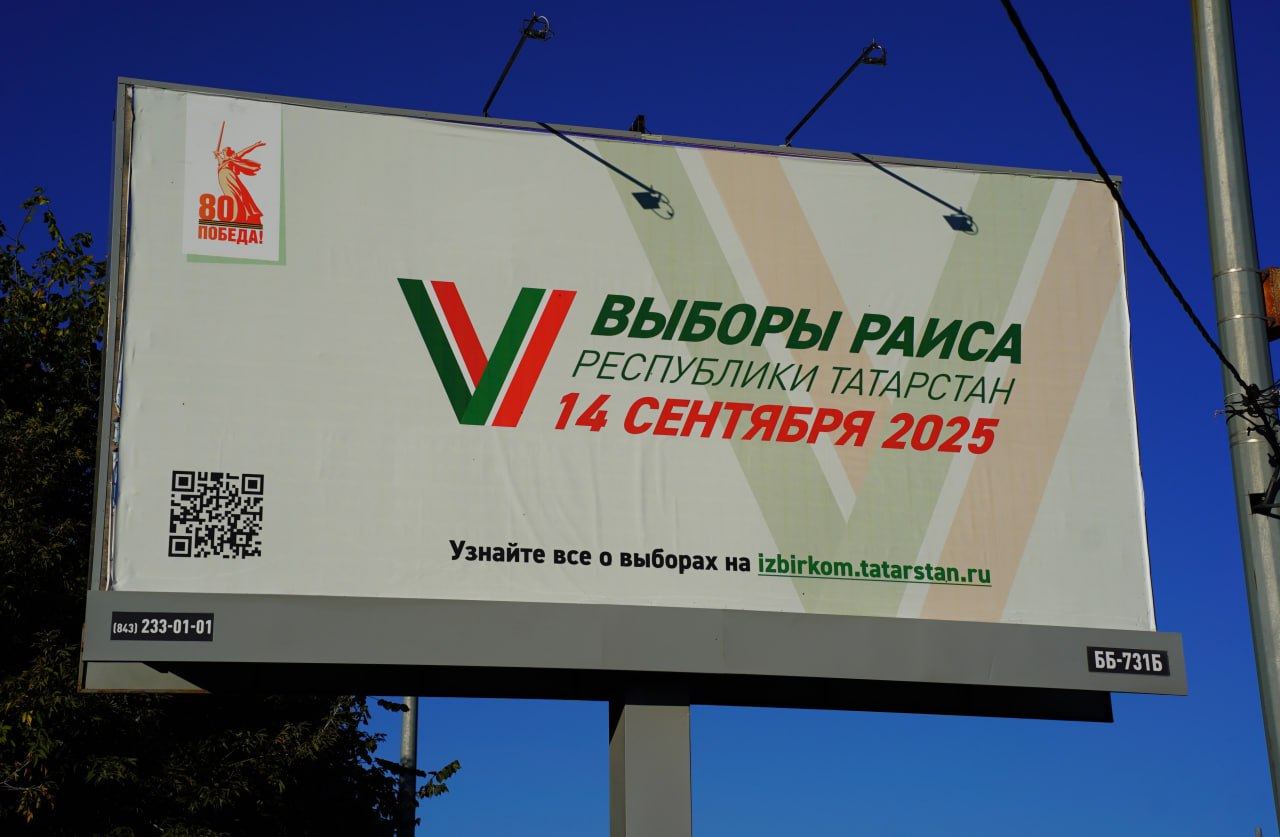 80
ПОБЕДА!
ВЫБОРЫ РАИСА
РЕСПУБЛИКИ ТАТАРСТАН
14 СЕНТЯБРЯ 2025
Узнайте все о выборах на izbirkom.tatarstan.ru
(843) 233-01-01
ББ-731Б